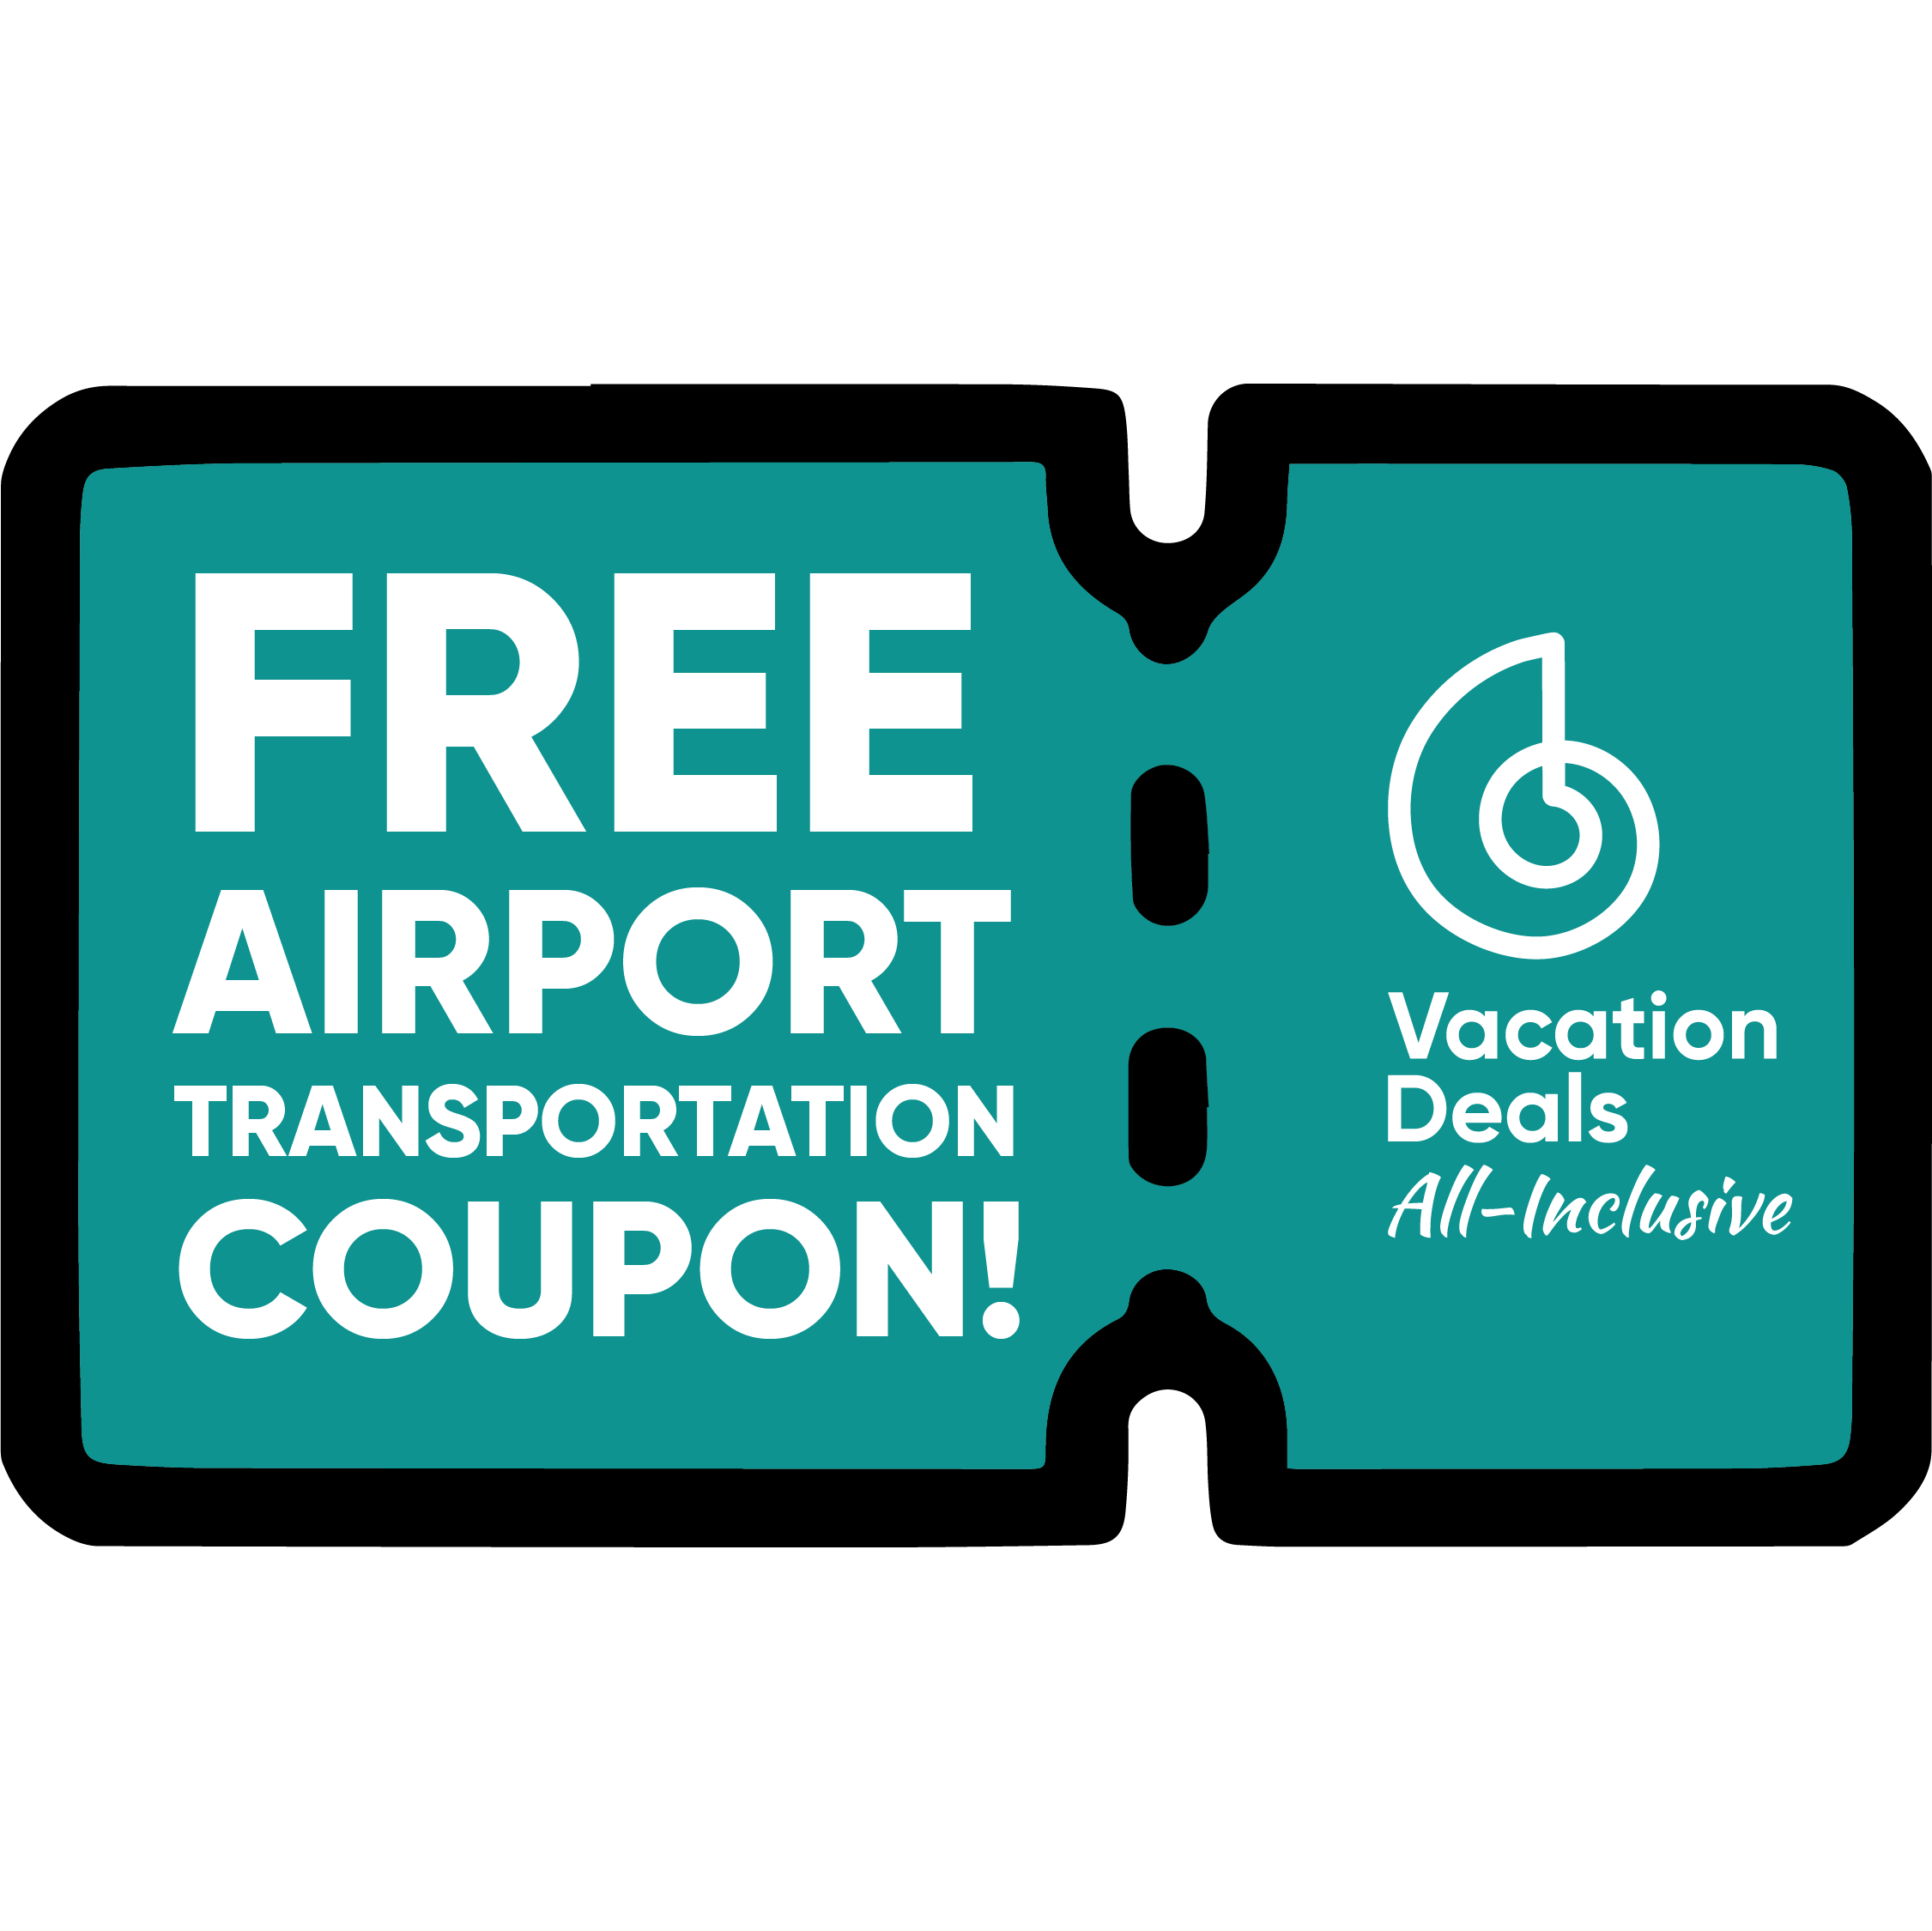 FREE
AIRPORT
TRANSPORTATION
COUPON!
Vacation
Deals
All-Inclusive